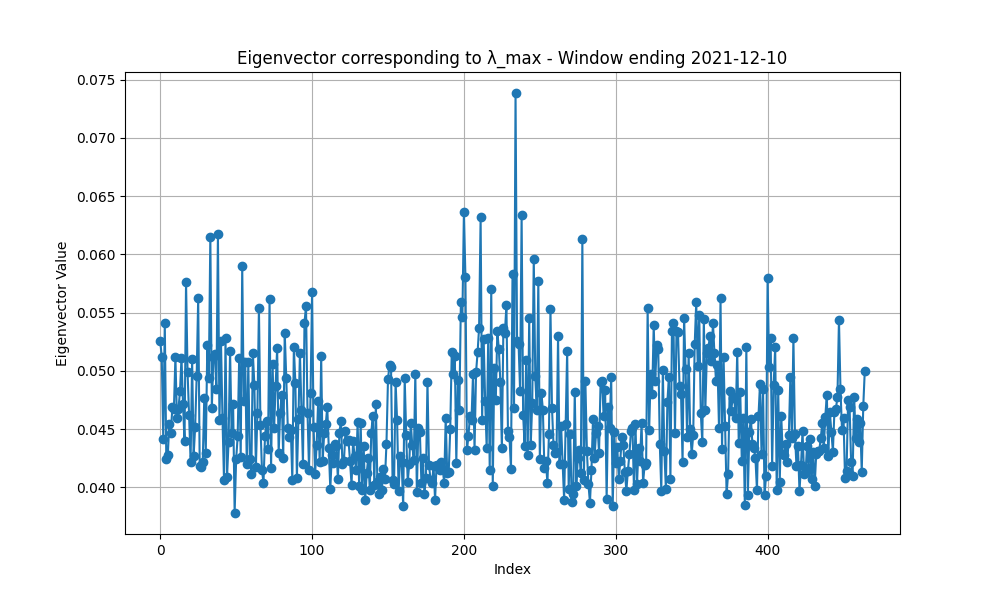 Eigenvector corresponding to λ_max - Window ending 2021-12-10
0.075
0.070
0.065
0.060
0.055
0.050
0.045
0.040
Eigenvector Value
0 100 200 300 400
Index